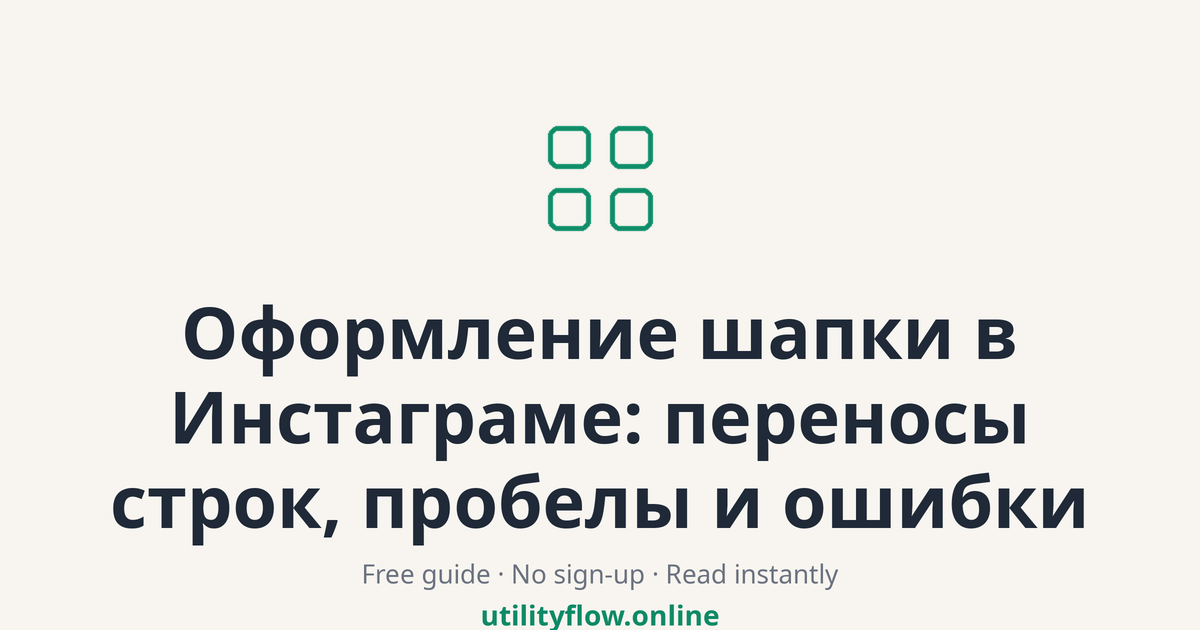 Оформление шапки в
Инстаграме: переносы
строк, пробелы и ошибки
Free guide · No sign-up · Read instantly
utilityflow.online